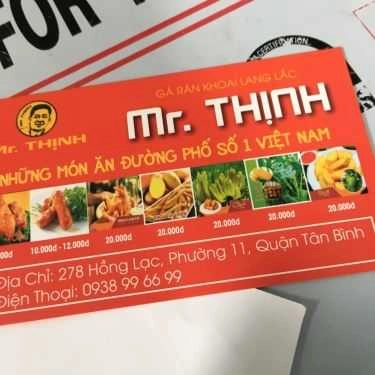 FOR
CERTIFICATION
GÀ RÁN KHOAI LANG LẮC
Mr. THỊNH
Mr. THỊNH
NHỮNG MÓN ĂN ĐƯỜNG PHỐ SỐ 1 VIỆT NAM
10.000đ - 12.000đ
20.000đ
20.000đ
20.000đ
20.000đ
20.000đ
Địa Chỉ: 278 Hồng Lạc, Phường 11, Quận Tân Bình
Điện Thoại: 0938 99 66 99